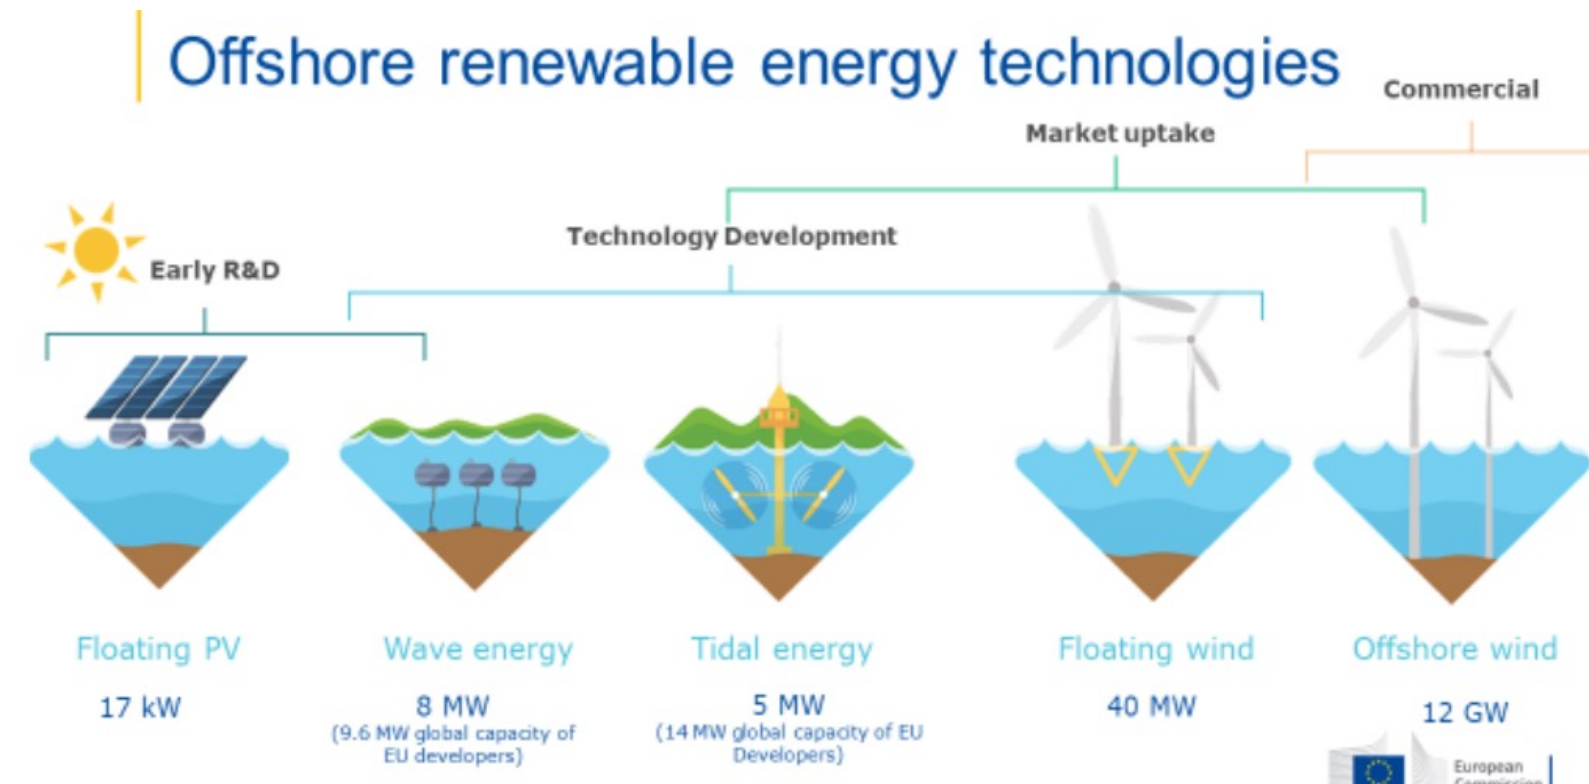 Offshore renewable energy technologies
Commercial
Market uptake
Technology Development
Early R&D
Floating PV
17 kW
Wave energy
8 MW
(9.6 MW global capacity of
EU developers)
Tidal energy
5 MW
(14 MW global capacity of EU
Developers)
Floating wind
40 MW
Offshore wind
12 GW
European
Commission